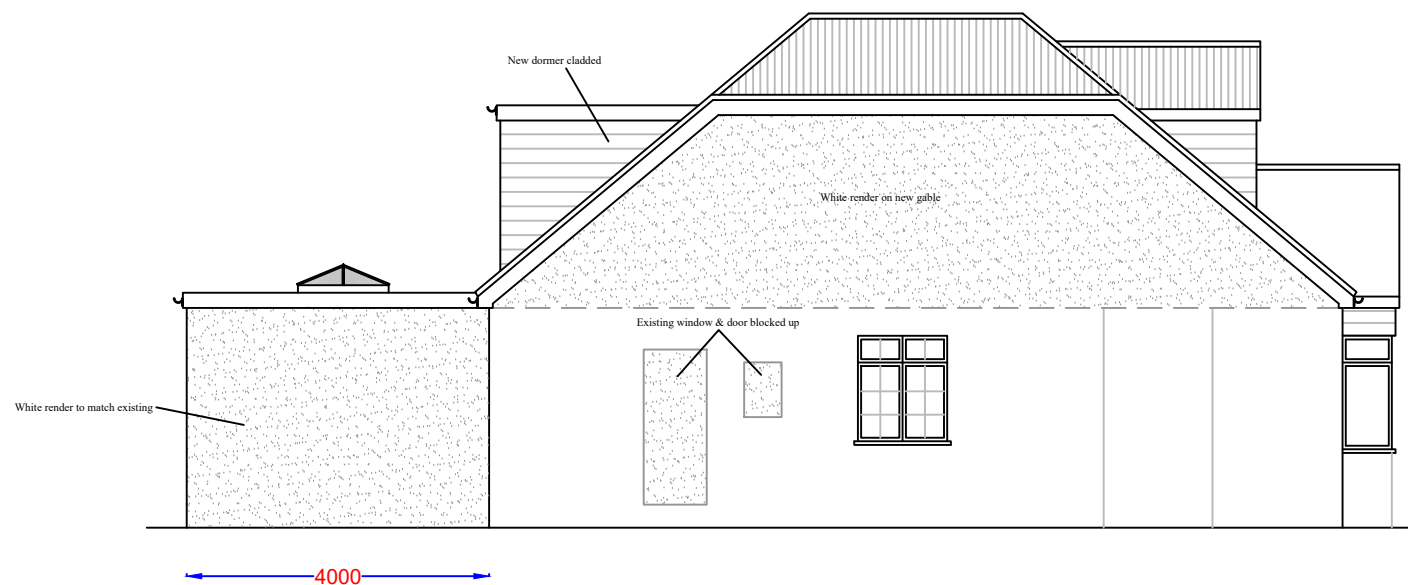 New dormer cladded
White render on new gable
Existing window & door blocked up
White render to match existing
4000